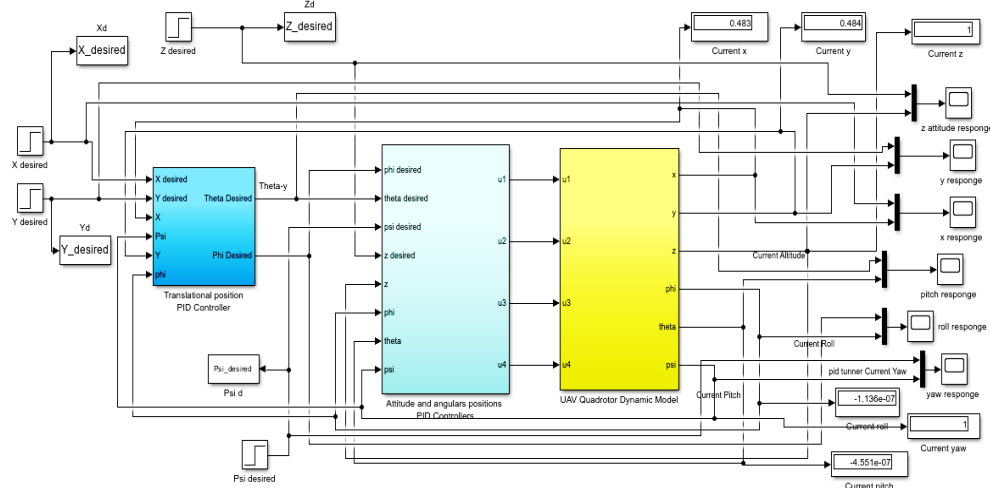 Xd
X_desired
Z desired
Zd
Z_desired
0.483
Current x
0.484
Current y
1
Current z
z attitude responge
y responge
x responge
pitch responge
roll responge
yaw responge
X desired
Y desired
Yd
Y_desired
X desired
Y desired
X
Psi
Y
phi
Theta Desired
Phi Desired
Translational position
PID Controller
Theta-y
phi desired
theta desired
psi desired
z desired
z
phi
theta
psi
u1
u2
u3
u4
Attitude and angulars positions
PID Controllers
u1
u2
u3
u4
x
y
z
phi
theta
psi
UAV Quadrotor Dynamic Model
Current Altitude
Current Roll
pid tunner Current Yaw
Current Pitch
Psi_desired
Psi d
Psi desired
-1.136e-07
Current roll
1
Current yaw
-4.551e-07
Current pitch